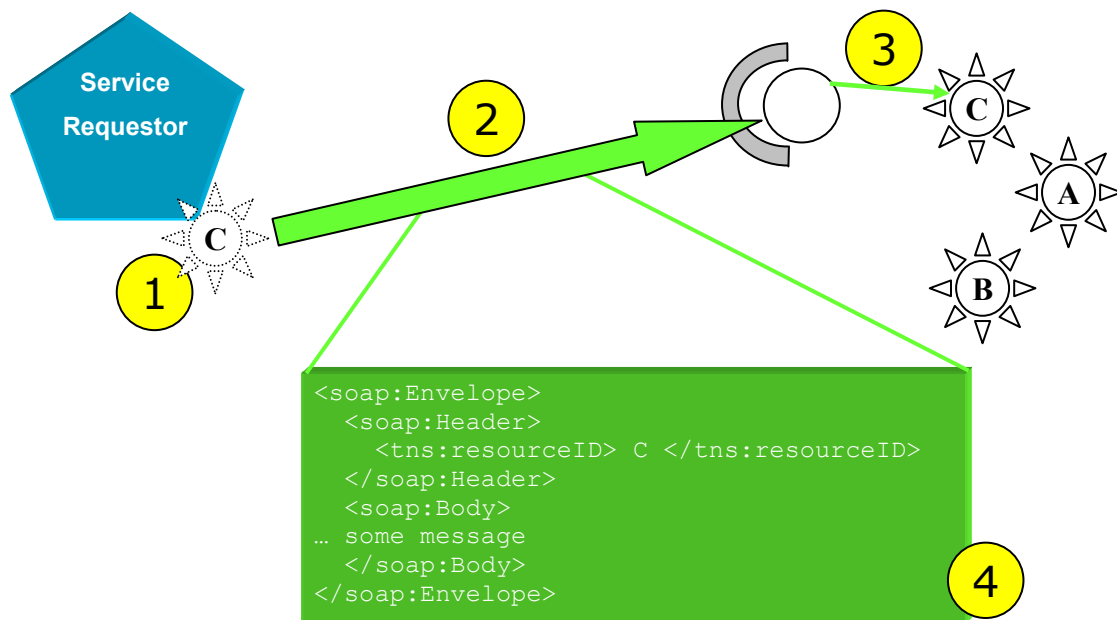 Service
Requestor
C
1
2
3
C
A
B
<soap:Envelope>
  <soap:Header>
    <tns:resourceID> C </tns:resourceID>
  </soap:Header>
  <soap:Body>
… some message
  </soap:Body>
</soap:Envelope>
4